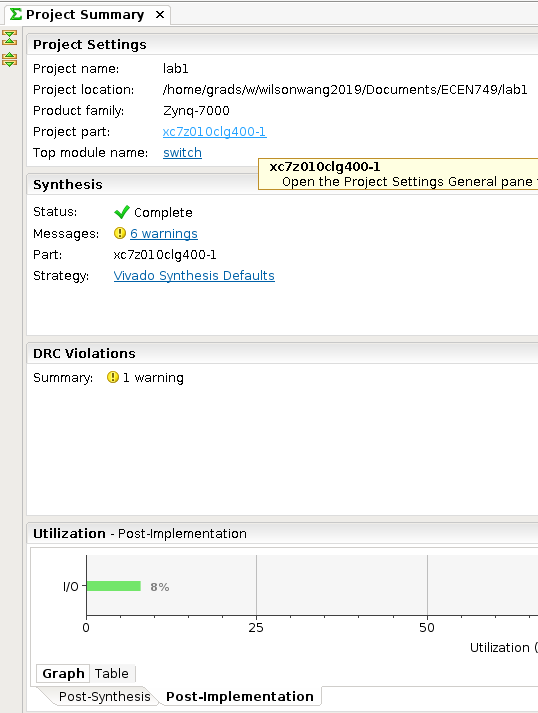 Σ Project Summary ×
Project Settings
Project name: lab1
Project location: /home/grads/w/wilsonwang2019/Documents/ECEN749/lab1
Product family: Zynq-7000
Project part: xc7z010clg400-1
Top module name: switch
xc7z010clg400-1
Open the Project Settings General pane
Synthesis
Status: Complete
Messages: 6 warnings
Part: xc7z010clg400-1
Strategy: Vivado Synthesis Defaults
DRC Violations
Summary: 1 warning
Utilization - Post-Implementation
I/O 8%
0 25 50
Utilization (
Graph Table
Post-Synthesis Post-Implementation